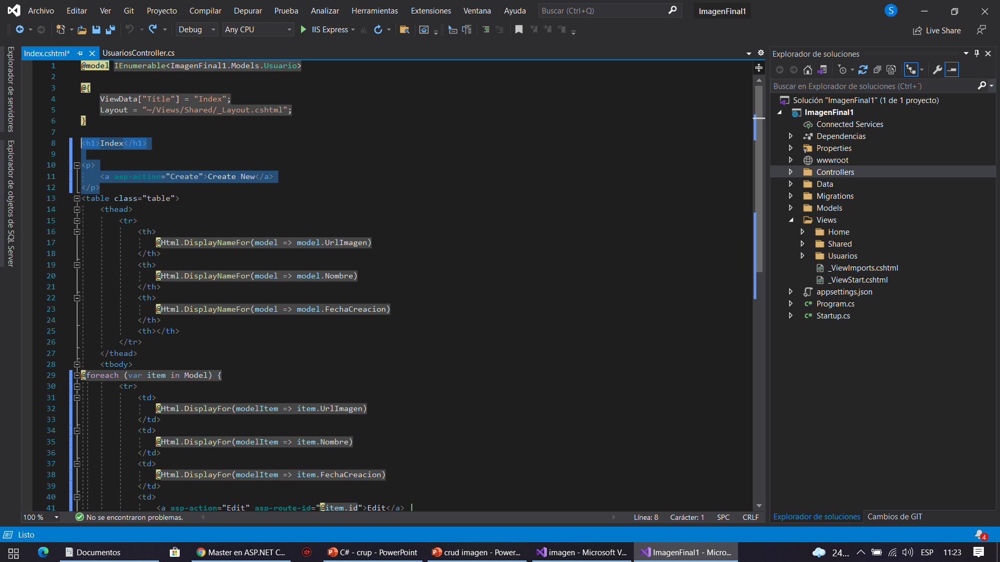 Archivo Editar Ver Git Proyecto Compilar Depurar Prueba Analizar Herramientas Extensiones Ventana Ayuda Buscar (Ctrl+Q) ImagenFinal1 S
Debug Any CPU IIS Express Live Share
Explorador de servidores
Explorador de objetos de SQL Server
Index.cshtml* UsuariosController.cs
1 @model IEnumerable<ImagenFinal1.Models.Usuario>
2
3 @{
4 ViewData["Title"] = "Index";
5 Layout = "~/Views/Shared/_Layout.cshtml";
6 }
7
8 <h1>Index</h1>
9
10 <p>
11 <a asp-action="Create">Create New</a>
12 </p>
13 <table class="table">
14 <thead>
15 <tr>
16 <th>
17 @Html.DisplayNameFor(model => model.UrlImagen)
18 </th>
19 <th>
20 @Html.DisplayNameFor(model => model.Nombre)
21 </th>
22 <th>
23 @Html.DisplayNameFor(model => model.FechaCreacion)
24 </th>
25 <th></th>
26 </tr>
27 </thead>
28 <tbody>
29 @foreach (var item in Model) {
30 <tr>
31 <td>
32 @Html.DisplayFor(modelItem => item.UrlImagen)
33 </td>
34 <td>
35 @Html.DisplayFor(modelItem => item.Nombre)
36 </td>
37 <td>
38 @Html.DisplayFor(modelItem => item.FechaCreacion)
39 </td>
40 <td>
41 <a asp-action="Edit" asp-route-id="@item.id">Edit</a> |
100 % No se encontraron problemas. Línea: 8 Carácter: 1 SPC CRLF
Explorador de soluciones
Buscar en Explorador de soluciones (Ctrl+´)
Solución "ImagenFinal1" (1 de 1 proyecto)
ImagenFinal1
Connected Services
Dependencias
Properties
wwwroot
Controllers
Data
Migrations
Models
Views
Home
Shared
Usuarios
_ViewImports.cshtml
_ViewStart.cshtml
appsettings.json
C# Program.cs
C# Startup.cs
Explorador de soluciones Cambios de GIT
Listo 4
Documentos Master en ASP.NET C... C# - crup - PowerPoint crud imagen - Power... imagen - Microsoft V... ImagenFinal1 - Micro... 24... ESP 11:23